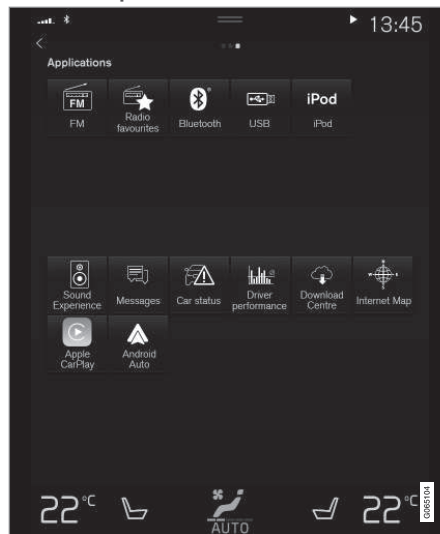 13:45
Applications
FM
FM
Radio
favourites
Bluetooth
USB
iPod
iPod
Sound
Experience
Messages
Car status
Driver
performance
Download
Centre
Internet Map
Apple
CarPlay
Android
Auto
22°C
AUTO
22°C
G065104